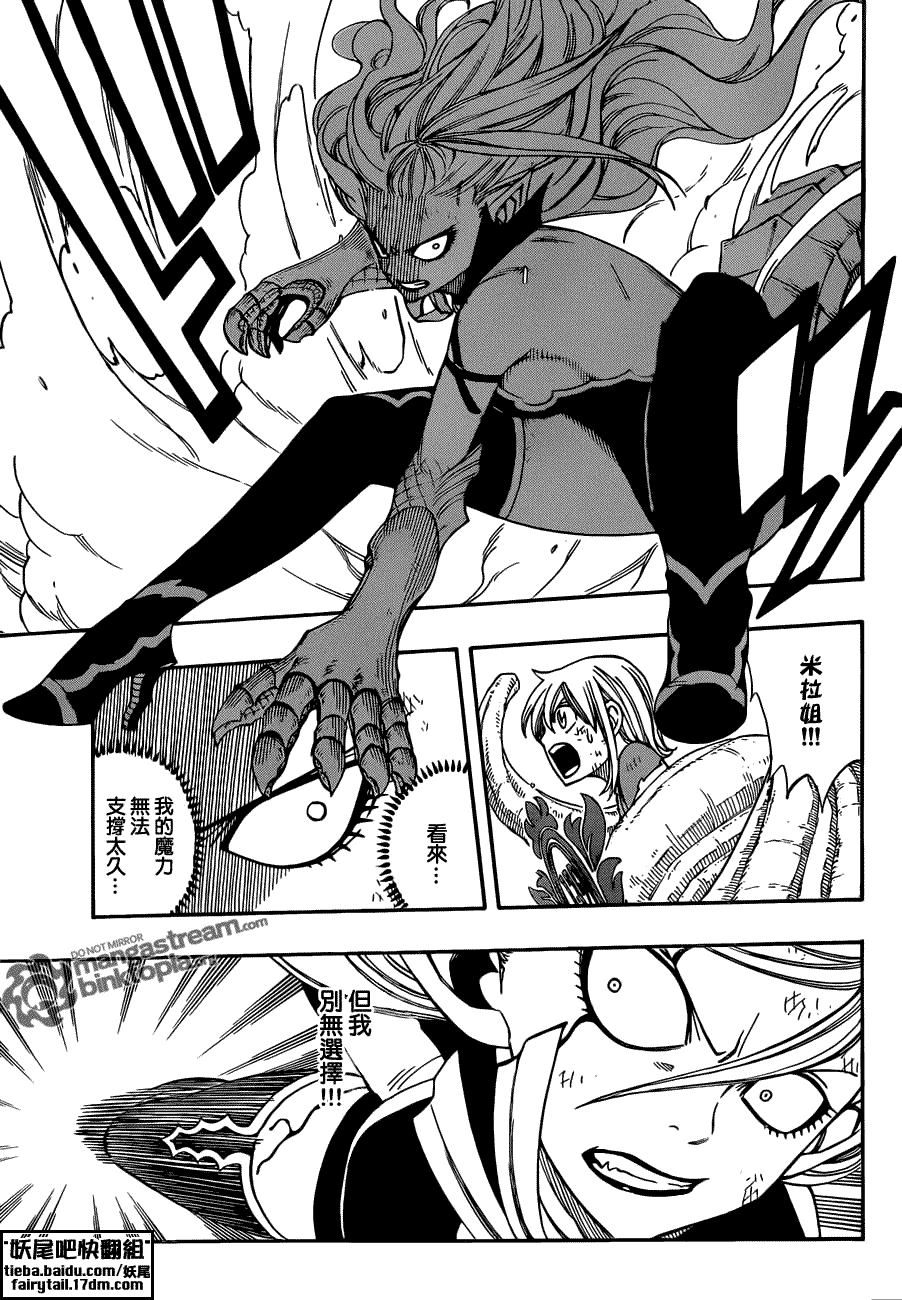 米拉姐!!!
看來…
我的魔力
無法
支撐太久…
但我
別無選擇!!!
DO NOT MIRROR
mangastream.com
binktopia
"妖尾吧快翻組"
tieba.baidu.com/妖尾
fairytail.17dm.com